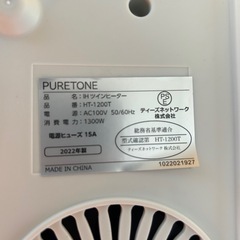 PURETONE
品名：IHツインヒーター
品番：HT-1200T
電源：AC100V 50/60Hz
消費電力：1300W
電源ヒューズ 15A
2022年製
MADE IN CHINA
PS
E
ティーズネットワーク
株式会社
総務省基準適合
型式確認第 HT-1200T
ティーズネットワーク株式会社
1022021927